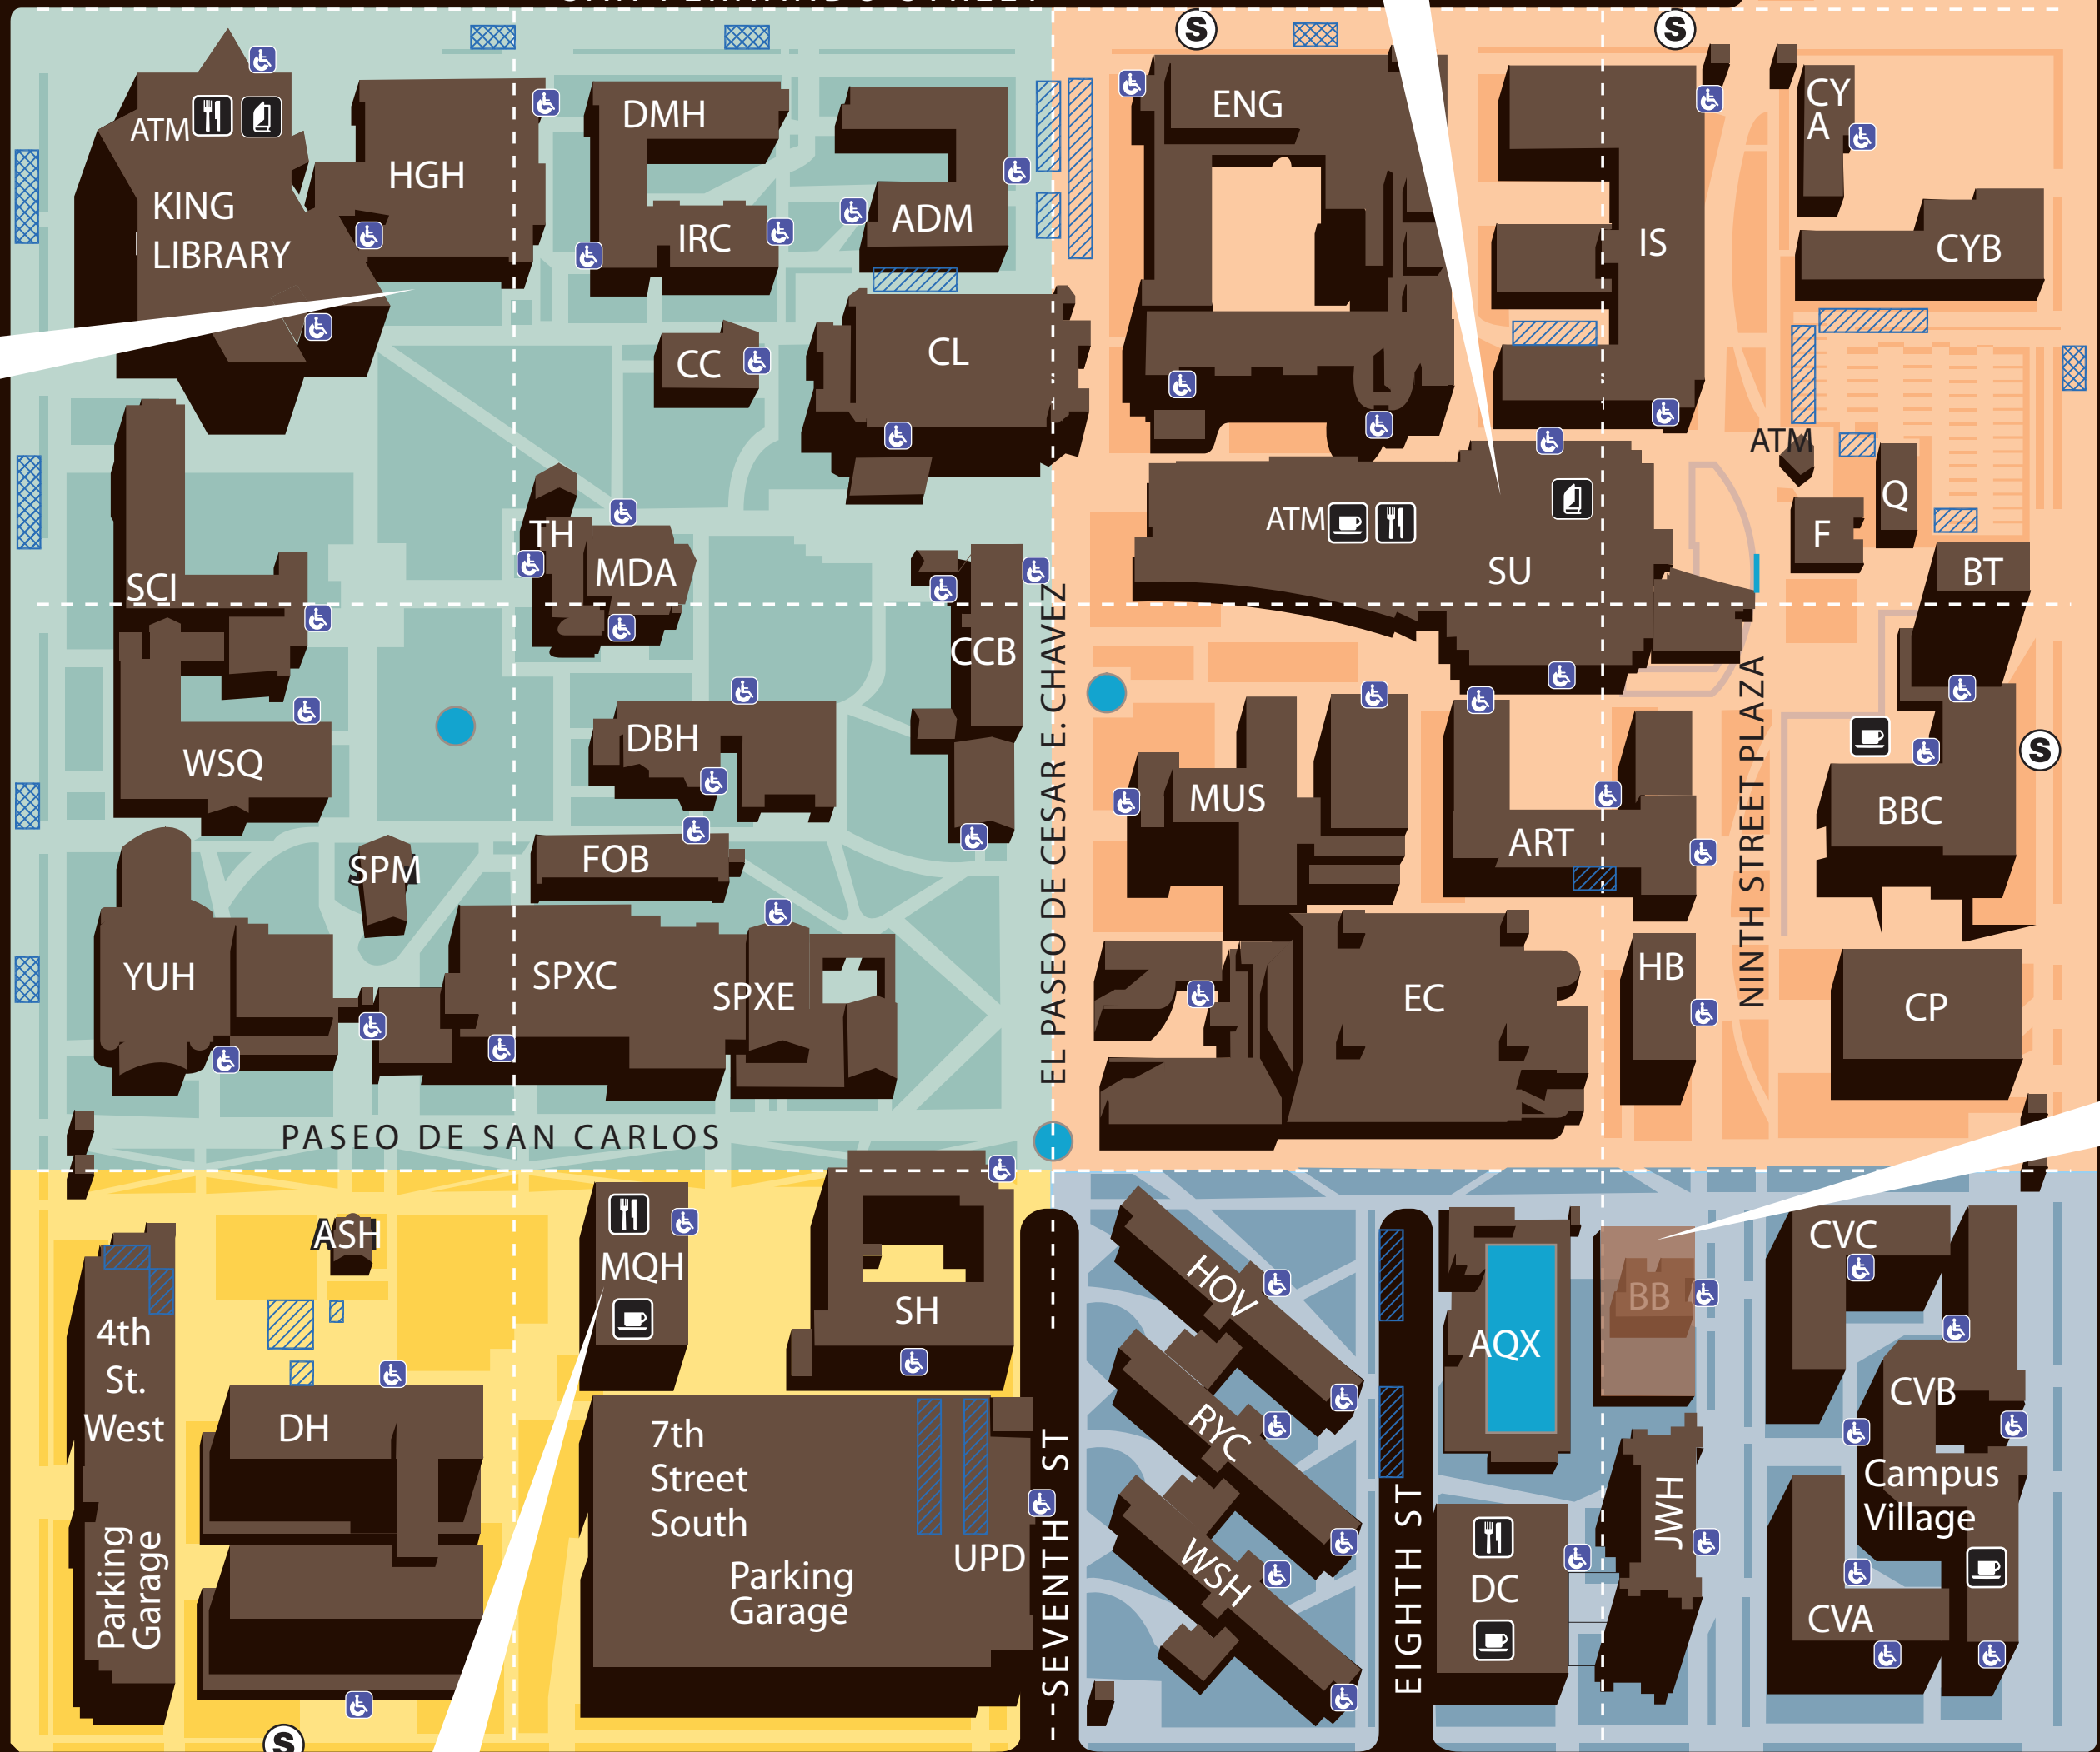 S
S
ATM
KING
LIBRARY
HGH
DMH
IRC
ADM
ENG
IS
CY
A
CYB
CC
CL
ATM
SCI
TH
MDA
CCB
ATM
SU
F
Q
BT
WSQ
DBH
EL PASEO DE CESAR E. CHAVEZ
MUS
ART
NINTH STREET PLAZA
BBC
S
SPM
FOB
YUH
SPXC
SPXE
EC
HB
CP
PASEO DE SAN CARLOS
ASH
MQH
SH
HOV
AQX
BB
CVC
4th
St.
West
Parking
Garage
DH
7th
Street
South
Parking
Garage
UPD
SEVENTH ST
RYC
WSH
EIGHTH ST
DC
JWH
CVB
Campus
Village
CVA
S